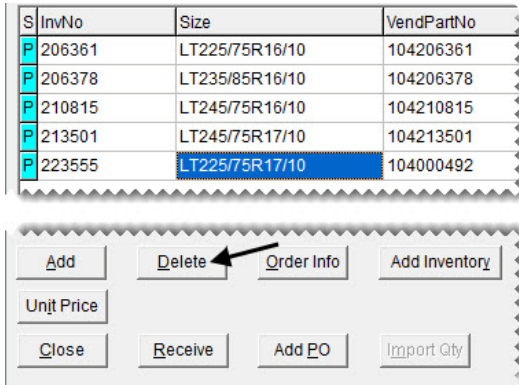 S InvNo Size VendPartNo
P 206361 LT225/75R16/10 104206361
P 206378 LT235/85R16/10 104206378
P 210815 LT245/75R16/10 104210815
P 213501 LT245/75R17/10 104213501
P 223555 LT225/75R17/10 104000492
Add Delete Order Info Add Inventory
Unit Price
Close Receive Add PO Import Qty